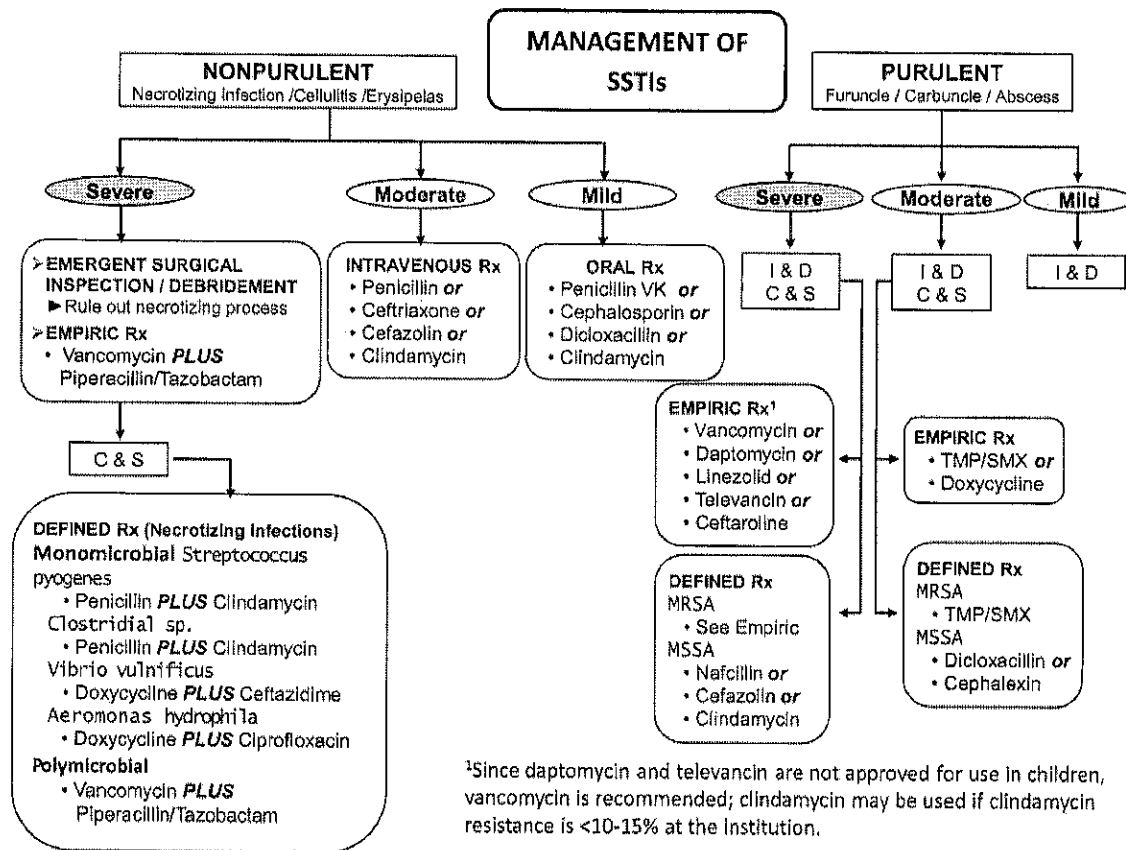 MANAGEMENT OF
SSTIs
NONPURULENT
Necrotizing Infection /Cellulitis /Erysipelas
Severe
Moderate
Mild
➢EMERGENT SURGICAL
INSPECTION / DEBRIDEMENT
►Rule out necrotizing process
➢EMPIRIC Rx
• Vancomycin PLUS
Piperacillin/Tazobactam
C & S
DEFINED Rx (Necrotizing Infections)
Monomicrobial Streptococcus
pyogenes
• Penicillin PLUS Clindamycin
Clostridial sp.
• Penicillin PLUS Clindamycin
Vibrio vulnificus
• Doxycycline PLUS Ceftazidime
Aeromonas hydrophila
• Doxycycline PLUS Ciprofloxacin
Polymicrobial
• Vancomycin PLUS
Piperacillin/Tazobactam
INTRAVENOUS Rx
• Penicillin or
• Ceftriaxone or
• Cefazolin or
• Clindamycin
ORAL Rx
• Penicillin VK or
• Cephalosporin or
• Dicloxacillin or
• Clindamycin
PURULENT
Furuncle / Carbuncle / Abscess
Severe
Moderate
Mild
I & D
C & S
I & D
C & S
I & D
EMPIRIC Rx¹
• Vancomycin or
• Daptomycin or
• Linezolid or
• Televancin or
• Ceftaroline
DEFINED Rx
MRSA
• See Empiric
MSSA
• Nafcillin or
• Cefazolin or
• Clindamycin
EMPIRIC Rx
• TMP/SMX or
• Doxycycline
DEFINED Rx
MRSA
• TMP/SMX
MSSA
• Dicloxacillin or
• Cephalexin
¹Since daptomycin and televancin are not approved for use in children,
vancomycin is recommended; clindamycin may be used if clindamycin
resistance is <10-15% at the institution.